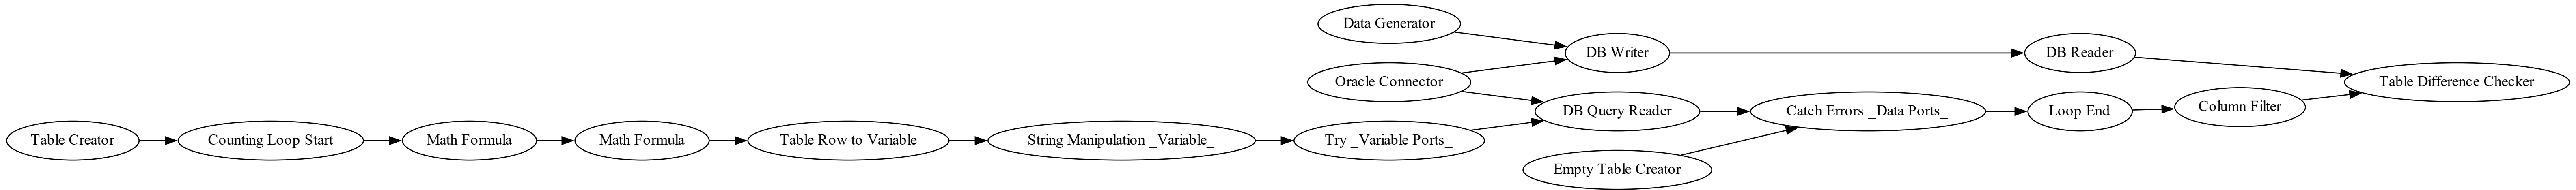 Data Generator
DB Writer
DB Reader
Oracle Connector
Table Difference Checker
DB Query Reader
Catch Errors _Data Ports_
Loop End
Column Filter
Table Creator
Counting Loop Start
Math Formula
Math Formula
Table Row to Variable
String Manipulation _Variable_
Try _Variable Ports_
Empty Table Creator